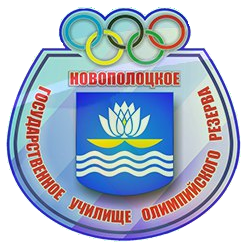 НОВОПОЛОЦКОЕ
ГОСУДАРСТВЕННОЕ УЧИЛИЩЕ ОЛИМПИЙСКОГО РЕЗЕРВА